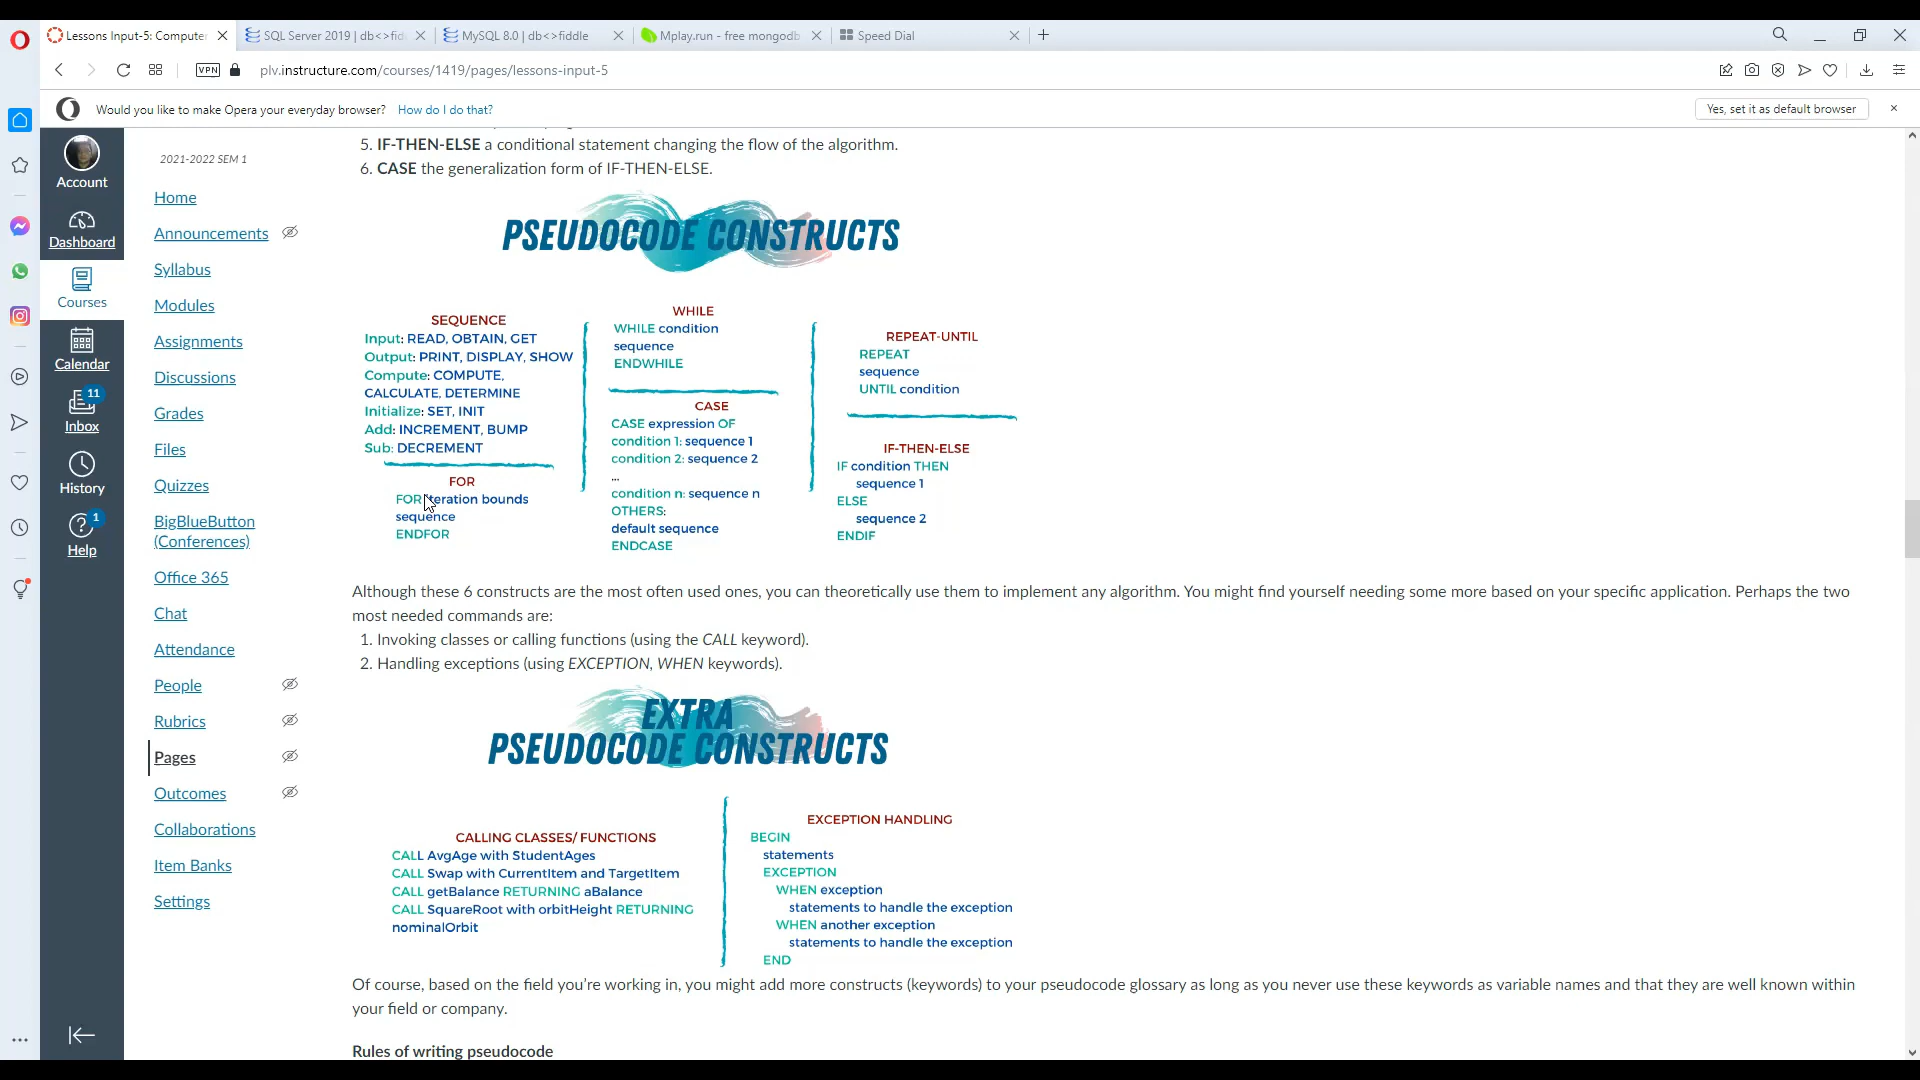 Lessons Input-5: Computer
SQL Server 2019 | db<>fid
MySQL 8.0 | db<>fiddle
Mplay.run - free mongodb
Speed Dial
VPN
plv.instructure.com/courses/1419/pages/lessons-input-5
Would you like to make Opera your everyday browser? How do I do that?
Yes, set it as default browser
Account
Dashboard
Courses
Calendar
11
Inbox
History
1
Help
2021-2022 SEM 1
Home
Announcements
Syllabus
Modules
Assignments
Discussions
Grades
Files
Quizzes
BigBlueButton
(Conferences)
Office 365
Chat
Attendance
People
Rubrics
Pages
Outcomes
Collaborations
Item Banks
Settings
5. IF-THEN-ELSE a conditional statement changing the flow of the algorithm.
6. CASE the generalization form of IF-THEN-ELSE.
PSEUDOCODE CONSTRUCTS
SEQUENCE
Input: READ, OBTAIN, GET
Output: PRINT, DISPLAY, SHOW
Compute: COMPUTE,
CALCULATE, DETERMINE
Initialize: SET, INIT
Add: INCREMENT, BUMP
Sub: DECREMENT
FOR
FOR iteration bounds
sequence
ENDFOR
WHILE
WHILE condition
sequence
ENDWHILE
CASE
CASE expression OF
condition 1: sequence 1
condition 2: sequence 2
...
condition n: sequence n
OTHERS:
default sequence
ENDCASE
REPEAT-UNTIL
REPEAT
sequence
UNTIL condition
IF-THEN-ELSE
IF condition THEN
sequence 1
ELSE
sequence 2
ENDIF
Although these 6 constructs are the most often used ones, you can theoretically use them to implement any algorithm. You might find yourself needing some more based on your specific application. Perhaps the two
most needed commands are:
1. Invoking classes or calling functions (using the CALL keyword).
2. Handling exceptions (using EXCEPTION, WHEN keywords).
EXTRA
PSEUDOCODE CONSTRUCTS
CALLING CLASSES/ FUNCTIONS
CALL AvgAge with StudentAges
CALL Swap with CurrentItem and TargetItem
CALL getBalance RETURNING aBalance
CALL SquareRoot with orbitHeight RETURNING
nominalOrbit
EXCEPTION HANDLING
BEGIN
statements
EXCEPTION
WHEN exception
statements to handle the exception
WHEN another exception
statements to handle the exception
END
Of course, based on the field you're working in, you might add more constructs (keywords) to your pseudocode glossary as long as you never use these keywords as variable names and that they are well known within
your field or company.
Rules of writing pseudocode